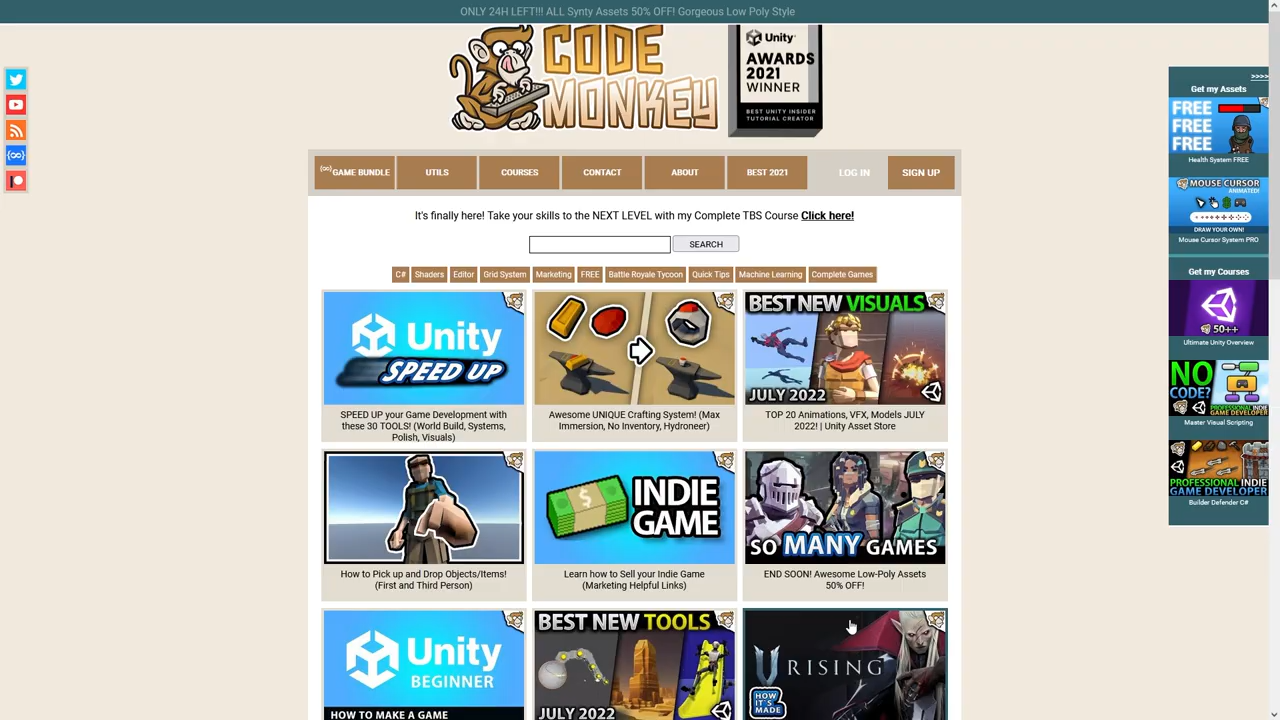 ONLY 24H LEFT!!! ALL Synty Assets 50% OFF! Gorgeous Low Poly Style
CODE
MONKEY
Unity
AWARDS
2021
WINNER
BEST UNITY INSIDER
TUTORIAL CREATOR
GAME BUNDLE
UTILS
COURSES
CONTACT
ABOUT
BEST 2021
LOG IN
SIGN UP
It's finally here! Take your skills to the NEXT LEVEL with my Complete TBS Course Click here!
SEARCH
C#
Shaders
Editor
Grid System
Marketing
FREE
Battle Royale Tycoon
Quick Tips
Machine Learning
Complete Games
Unity
SPEED UP
SPEED UP your Game Development with
these 30 TOOLS! (World Build, Systems,
Polish, Visuals)
Awesome UNIQUE Crafting System! (Max
Immersion, No Inventory, Hydroneer)
BEST NEW VISUALS
JULY 2022
TOP 20 Animations, VFX, Models JULY
2022! | Unity Asset Store
How to Pick up and Drop Objects/Items!
(First and Third Person)
INDIE
GAME
Learn how to Sell your Indie Game
(Marketing Helpful Links)
SO MANY GAMES
END SOON! Awesome Low-Poly Assets
50% OFF!
Unity
BEGINNER
HOW TO MAKE A GAME
BEST NEW TOOLS
JULY 2022
V RISING
HOW
IT'S
MADE
>>>>
Get my Assets
FREE
FREE
FREE
Health System FREE
MOUSE CURSOR
ANIMATED!
DRAW YOUR OWN!
Mouse Cursor System PRO
Get my Courses
50++
Ultimate Unity Overview
NO
CODE?
PROFESSIONAL INDIE
GAME DEVELOPER
Master Visual Scripting
PROFESSIONAL INDIE
GAME DEVELOPER
Builder Defender C#